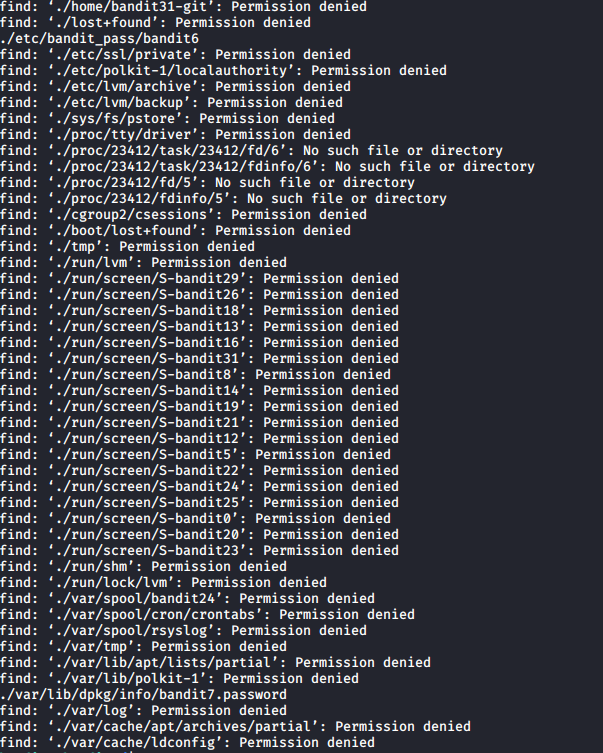 find: ‘./home/bandit31-git’: Permission denied
find: ‘./lost+found’: Permission denied
./etc/bandit_pass/bandit6
find: ‘./etc/ssl/private’: Permission denied
find: ‘./etc/polkit-1/localauthority’: Permission denied
find: ‘./etc/lvm/archive’: Permission denied
find: ‘./etc/lvm/backup’: Permission denied
find: ‘./sys/fs/pstore’: Permission denied
find: ‘./proc/tty/driver’: Permission denied
find: ‘./proc/23412/task/23412/fd/6’: No such file or directory
find: ‘./proc/23412/task/23412/fdinfo/6’: No such file or directory
find: ‘./proc/23412/fd/5’: No such file or directory
find: ‘./proc/23412/fdinfo/5’: No such file or directory
find: ‘./cgroup2/csessions’: Permission denied
find: ‘./boot/lost+found’: Permission denied
find: ‘./tmp’: Permission denied
find: ‘./run/lvm’: Permission denied
find: ‘./run/screen/S-bandit29’: Permission denied
find: ‘./run/screen/S-bandit26’: Permission denied
find: ‘./run/screen/S-bandit18’: Permission denied
find: ‘./run/screen/S-bandit13’: Permission denied
find: ‘./run/screen/S-bandit16’: Permission denied
find: ‘./run/screen/S-bandit31’: Permission denied
find: ‘./run/screen/S-bandit8’: Permission denied
find: ‘./run/screen/S-bandit14’: Permission denied
find: ‘./run/screen/S-bandit19’: Permission denied
find: ‘./run/screen/S-bandit21’: Permission denied
find: ‘./run/screen/S-bandit12’: Permission denied
find: ‘./run/screen/S-bandit5’: Permission denied
find: ‘./run/screen/S-bandit22’: Permission denied
find: ‘./run/screen/S-bandit24’: Permission denied
find: ‘./run/screen/S-bandit25’: Permission denied
find: ‘./run/screen/S-bandit0’: Permission denied
find: ‘./run/screen/S-bandit20’: Permission denied
find: ‘./run/screen/S-bandit23’: Permission denied
find: ‘./run/shm’: Permission denied
find: ‘./run/lock/lvm’: Permission denied
find: ‘./var/spool/bandit24’: Permission denied
find: ‘./var/spool/cron/crontabs’: Permission denied
find: ‘./var/spool/rsyslog’: Permission denied
find: ‘./var/tmp’: Permission denied
find: ‘./var/lib/apt/lists/partial’: Permission denied
find: ‘./var/lib/polkit-1’: Permission denied
./var/lib/dpkg/info/bandit7.password
find: ‘./var/log’: Permission denied
find: ‘./var/cache/apt/archives/partial’: Permission denied
find: ‘./var/cache/ldconfig’: Permission denied